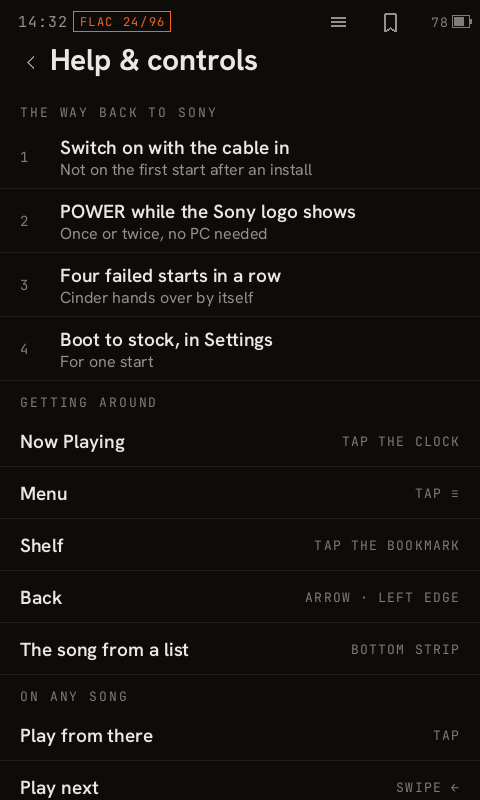 14:32 FLAC 24/96 78
Help & controls
THE WAY BACK TO SONY
1 Switch on with the cable in
Not on the first start after an install
2 POWER while the Sony logo shows
Once or twice, no PC needed
3 Four failed starts in a row
Cinder hands over by itself
4 Boot to stock, in Settings
For one start
GETTING AROUND
Now Playing TAP THE CLOCK
Menu TAP ≡
Shelf TAP THE BOOKMARK
Back ARROW · LEFT EDGE
The song from a list BOTTOM STRIP
ON ANY SONG
Play from there TAP
Play next SWIPE ←